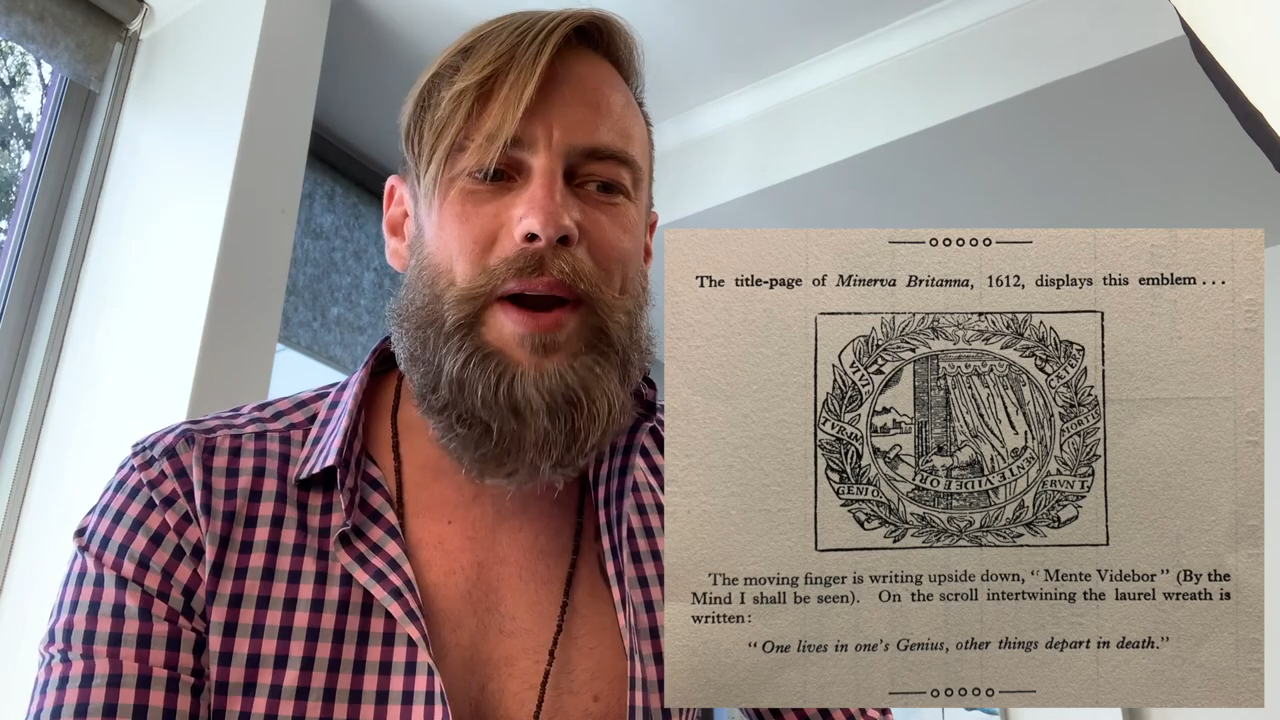 The title-page of Minerva Britanna, 1612, displays this emblem . . .
VIVI
TVR·IN
GENIO
CÆTERA
MORTIS
ERVNT
MENTE·VIDEBOR
The moving finger is writing upside down, “ Mente Videbor ” (By the
Mind I shall be seen). On the scroll intertwining the laurel wreath is
written :
“ One lives in one's Genius, other things depart in death.”